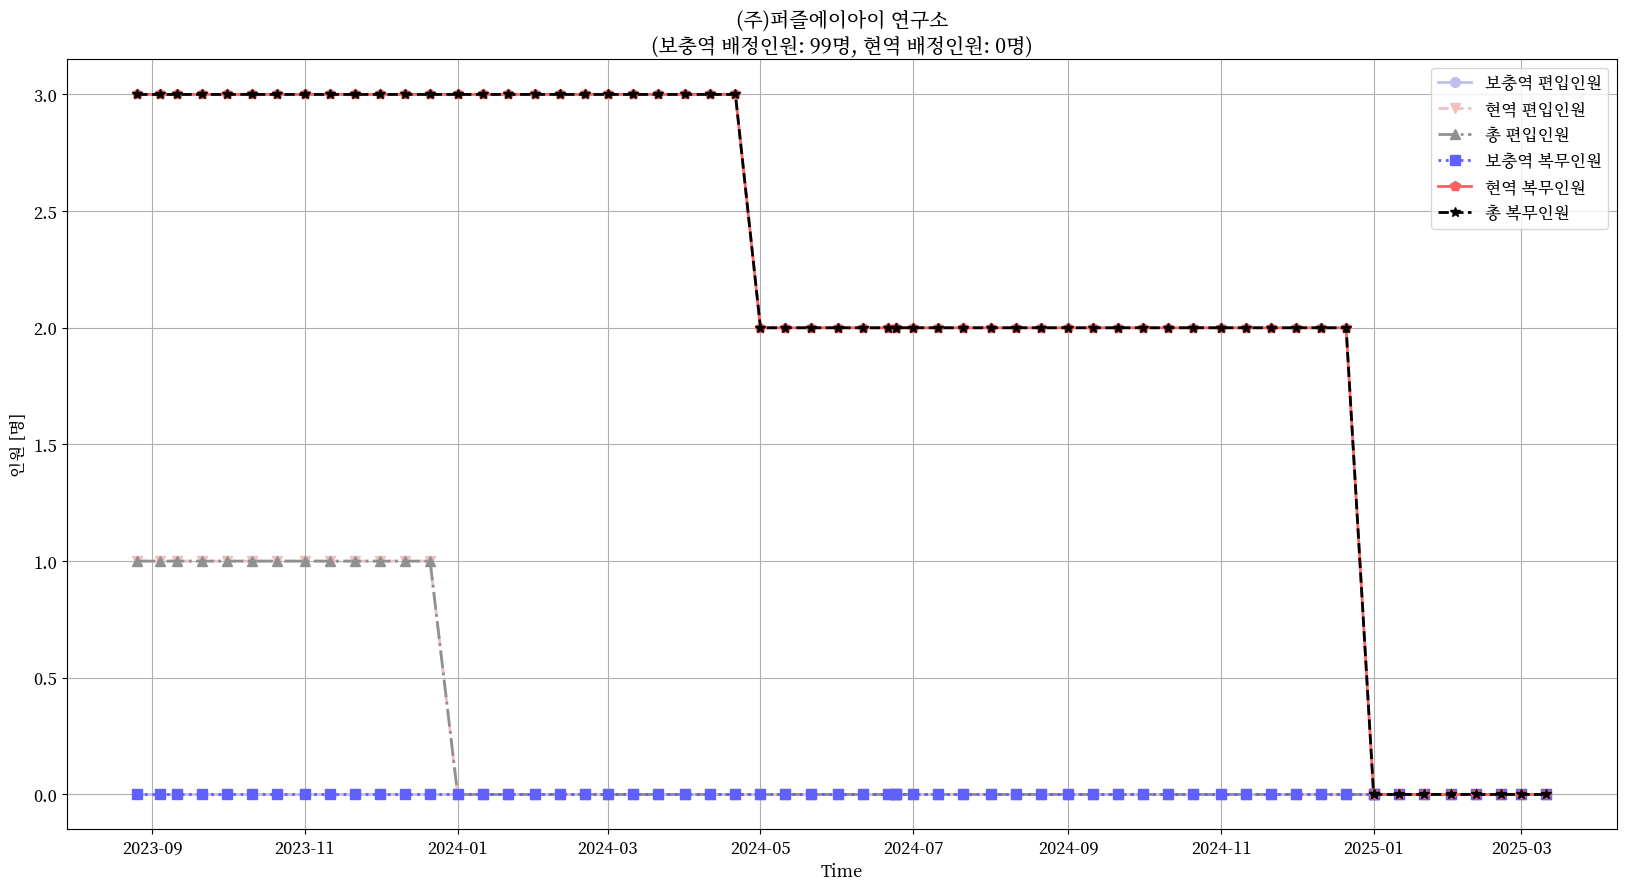 (주)퍼즐에이아이 연구소
(보충역 배정인원: 99명, 현역 배정인원: 0명)
보충역 편입인원
현역 편입인원
총 편입인원
보충역 복무인원
현역 복무인원
총 복무인원
인원 [명]
3.0
2.5
2.0
1.5
1.0
0.5
0.0
2023-09
2023-11
2024-01
2024-03
2024-05
2024-07
2024-09
2024-11
2025-01
2025-03
Time